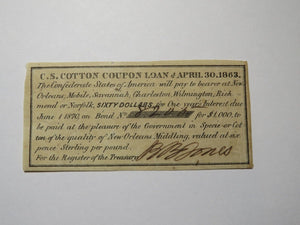 C.S. COTTON COUPON LOAN of APRIL 30.1863.
The Confederate States of America will pay to bearer at New
Orleans, Mobile, Savannah, Charleston, Wilmington, Rich
mond or Norfolk, SIXTY DOLLARS, for One year's Interest due
June 1 1870, on Bond No. for $1,000, to
be paid at the pleasure of the Government in Specie or Cot
ton of the quality of New Orleans Middling, valued at six
pence Sterling per pound.
For the Register of the Treasury